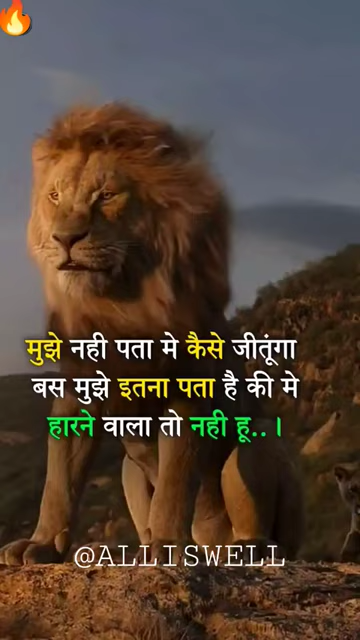 मुझे नही पता मे कैसे जीतूंगा
बस मुझे इतना पता है की मे
हारने वाला तो नही हू..।
@ALLISWELL